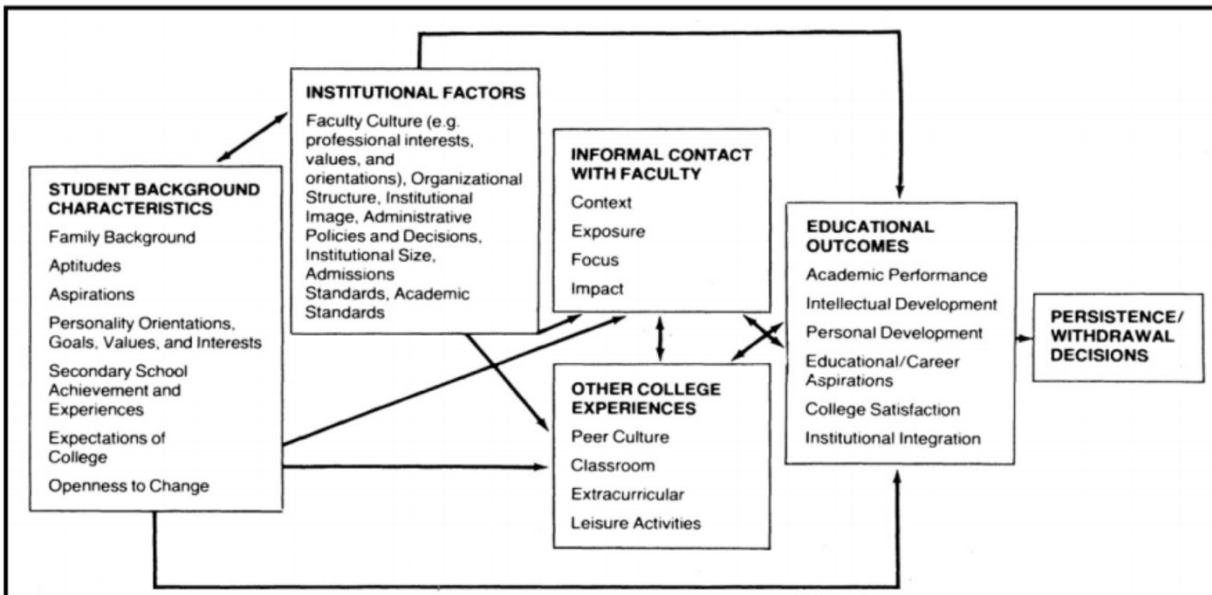 INSTITUTIONAL FACTORS
Faculty Culture (e.g.
professional interests,
values, and
orientations), Organizational
Structure, Institutional
Image, Administrative
Policies and Decisions,
Institutional Size,
Admissions
Standards, Academic
Standards
STUDENT BACKGROUND
CHARACTERISTICS
Family Background
Aptitudes
Aspirations
Personality Orientations,
Goals, Values, and Interests
Secondary School
Achievement and
Experiences
Expectations of
College
Openness to Change
INFORMAL CONTACT
WITH FACULTY
Context
Exposure
Focus
Impact
OTHER COLLEGE
EXPERIENCES
Peer Culture
Classroom
Extracurricular
Leisure Activities
EDUCATIONAL
OUTCOMES
Academic Performance
Intellectual Development
Personal Development
Educational/Career
Aspirations
College Satisfaction
Institutional Integration
PERSISTENCE/
WITHDRAWAL
DECISIONS